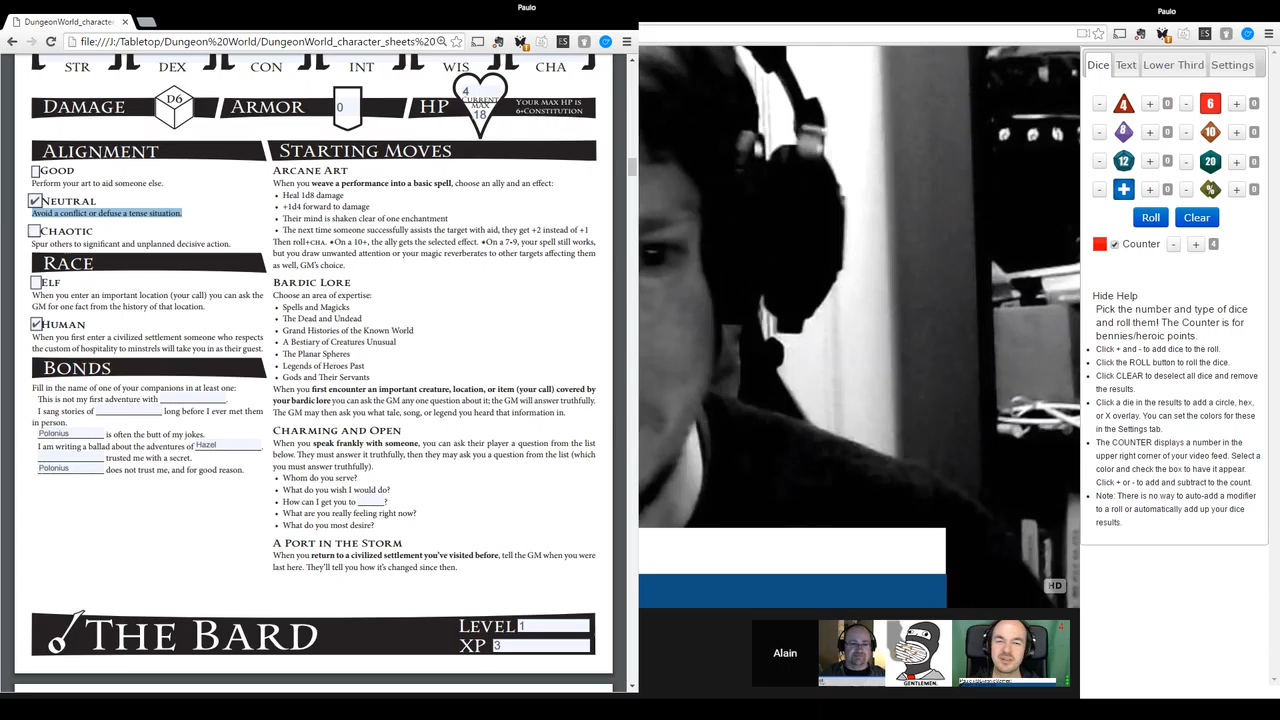 Paulo
Paulo
DungeonWorld_character_
file:///J:/Tabletop/Dungeon%20World/DungeonWorld_character_sheets%20
STR DEX CON INT WIS CHA
DAMAGE D6 ARMOR 0 HP 4 CURRENT MAX 18 YOUR MAX HP IS 6+CONSTITUTION
ALIGNMENT
GOOD
Perform your art to aid someone else.
NEUTRAL
Avoid a conflict or defuse a tense situation.
CHAOTIC
Spur others to significant and unplanned decisive action.
RACE
ELF
When you enter an important location (your call) you can ask the
GM for one fact from the history of that location.
HUMAN
When you first enter a civilized settlement someone who respects
the custom of hospitality to minstrels will take you in as their guest.
BONDS
Fill in the name of one of your companions in at least one:
This is not my first adventure with ____________.
I sang stories of ____________ long before I ever met them
in person.
Polonius is often the butt of my jokes.
I am writing a ballad about the adventures of Hazel.
____________ trusted me with a secret.
Polonius does not trust me, and for good reason.
STARTING MOVES
ARCANE ART
When you weave a performance into a basic spell, choose an ally and an effect:
• Heal 1d8 damage
• +1d4 forward to damage
• Their mind is shaken clear of one enchantment
• The next time someone successfully assists the target with aid, they get +2 instead of +1
Then roll+CHA. •On a 10+, the ally gets the selected effect. •On a 7-9, your spell still works,
but you draw unwanted attention or your magic reverberates to other targets affecting them
as well, GM's choice.
BARDIC LORE
Choose an area of expertise:
• Spells and Magicks
• The Dead and Undead
• Grand Histories of the Known World
• A Bestiary of Creatures Unusual
• The Planar Spheres
• Legends of Heroes Past
• Gods and Their Servants
When you first encounter an important creature, location, or item (your call) covered by
your bardic lore you can ask the GM any one question about it; the GM will answer truthfully.
The GM may then ask you what tale, song, or legend you heard that information in.
CHARMING AND OPEN
When you speak frankly with someone, you can ask their player a question from the list
below. They must answer it truthfully, then they may ask you a question from the list (which
you must answer truthfully).
• Whom do you serve?
• What do you wish I would do?
• How can I get you to ______?
• What are you really feeling right now?
• What do you most desire?
A PORT IN THE STORM
When you return to a civilized settlement you've visited before, tell the GM when you were
last here. They'll tell you how it's changed since then.
THE BARD
LEVEL 1
XP 3
HD
Alain
GENTLEMEN.
4
Dice Text Lower Third Settings
- 4 + 0 - 6 + 0
- 8 + 0 - 10 + 0
- 12 + 0 - 20 + 0
- + + 0 - % + 0
Roll Clear
Counter - + 4
Hide Help
Pick the number and type of dice
and roll them! The Counter is for
bennies/heroic points.
• Click + and - to add dice to the roll.
• Click the ROLL button to roll the dice.
• Click CLEAR to deselect all dice and remove
the results.
• Click a die in the results to add a circle, hex,
or X overlay. You can set the colors for these
in the Settings tab.
• The COUNTER displays a number in the
upper right corner of your video feed. Select a
color and check the box to have it appear.
Click + or - to add and subtract to the count.
• Note: There is no way to auto-add a modifier
to a roll or automatically add up your dice
results.